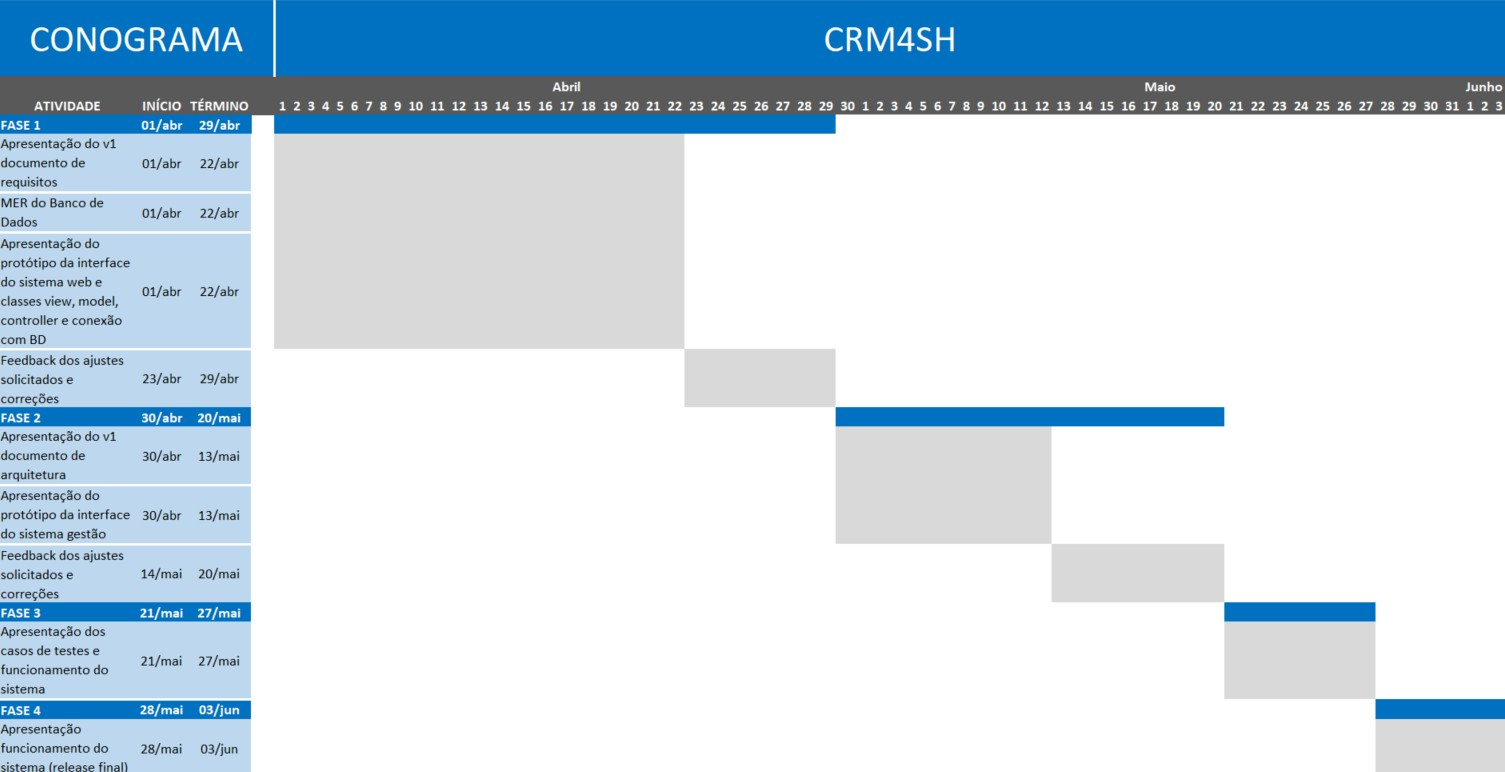 CONOGRAMA CRM4SH
Abril Maio Junho
ATIVIDADE INÍCIO TÉRMINO 1 2 3 4 5 6 7 8 9 10 11 12 13 14 15 16 17 18 19 20 21 22 23 24 25 26 27 28 29 30 1 2 3 4 5 6 7 8 9 10 11 12 13 14 15 16 17 18 19 20 21 22 23 24 25 26 27 28 29 30 31 1 2 3
FASE 1 01/abr 29/abr
Apresentação do v1
documento de
requisitos
01/abr 22/abr
MER do Banco de
Dados
01/abr 22/abr
Apresentação do
protótipo da interface
do sistema web e
classes view, model,
controller e conexão
com BD
01/abr 22/abr
Feedback dos ajustes
solicitados e
correções
23/abr 29/abr
FASE 2 30/abr 20/mai
Apresentação do v1
documento de
arquitetura
30/abr 13/mai
Apresentação do
protótipo da interface
do sistema gestão
30/abr 13/mai
Feedback dos ajustes
solicitados e
correções
14/mai 20/mai
FASE 3 21/mai 27/mai
Apresentação dos
casos de testes e
funcionamento do
sistema
21/mai 27/mai
FASE 4 28/mai 03/jun
Apresentação
funcionamento do
sistema (release final)
28/mai 03/jun